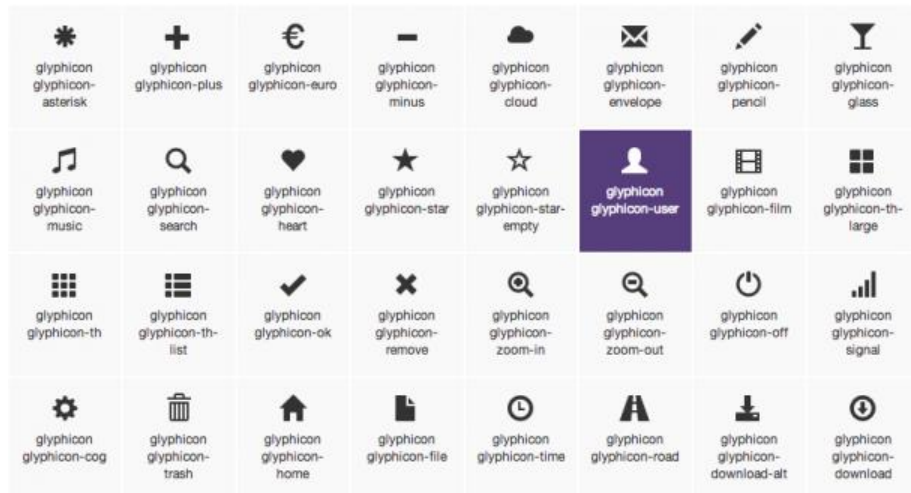 glyphicon
glyphicon-
asterisk
glyphicon
glyphicon-plus
glyphicon
glyphicon-euro
glyphicon
glyphicon-
minus
glyphicon
glyphicon-
cloud
glyphicon
glyphicon-
envelope
glyphicon
glyphicon-
pencil
glyphicon
glyphicon-
glass
glyphicon
glyphicon-
music
glyphicon
glyphicon-
search
glyphicon
glyphicon-
heart
glyphicon
glyphicon-star
glyphicon
glyphicon-star-
empty
glyphicon
glyphicon-user
glyphicon
glyphicon-film
glyphicon
glyphicon-th-
large
glyphicon
glyphicon-th
glyphicon
glyphicon-th-
list
glyphicon
glyphicon-ok
glyphicon
glyphicon-
remove
glyphicon
glyphicon-
zoom-in
glyphicon
glyphicon-
zoom-out
glyphicon
glyphicon-off
glyphicon
glyphicon-
signal
glyphicon
glyphicon-cog
glyphicon
glyphicon-
trash
glyphicon
glyphicon-
home
glyphicon
glyphicon-file
glyphicon
glyphicon-time
glyphicon
glyphicon-road
glyphicon
glyphicon-
download-alt
glyphicon
glyphicon-
download